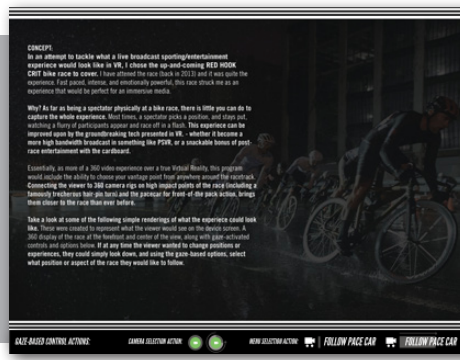 CONCEPT:
In an attempt to tackle what a live broadcast sporting/entertainment
experiece would look like in VR, I chose the up-and-coming RED HOOK
CRIT bike race to cover. I have attened the race (back in 2013) and it was quite the
experience. Fast paced, intense, and emotionally powerful, this race struck me as an
experience that would be perfect for an immersive media.
Why? As far as being a spectator physically at a bike race, there is little you can do to
capture the whole experience. Most times, a spectator picks a position, and stays put,
watching a flurry of participants appear and race off in a flash. This experiece can be
improved upon by the groundbreaking tech presented in VR. - whether it become a
more high bandwidth broadcast in something like PSVR, or a snackable bonus of post-
race entertainment with the cardboard.
Essentially, as more of a 360 video experience over a true Virtual Reality, this program
would include the ability to choose your vantage point from anywhere around the racetrack.
Connecting the viewer to 360 camera rigs on high impact points of the race (including a
famously trecherous hair-pin turn) and the pacecar for front-of-the pack action, brings
them closer to the race than ever before.
Take a look at some of the following simple renderings of what the experiece could look
like. These were created to represent what the viewer would see on the device screen. A
360 display of the race at the forefront and center of the view, along with gaze-activated
controls and options below. If at any time the viewer wanted to change positions or
experiences, they could simply look down, and using the gaze-based options, select
what position or aspect of the race they would like to follow.
GAZE-BASED CONTROL ACTIONS: CAMERA SELECTION ACTION: MENU SELECTION ACTION: FOLLOW PACE CAR FOLLOW PACE CAR